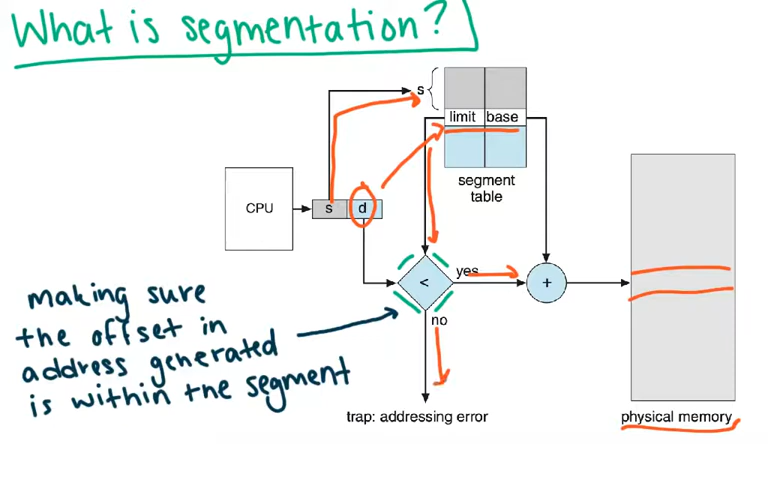 What is segmentation?
s
limit base
segment
table
CPU
s d
<
yes
+
no
making sure
the offset in
address generated
is within the segment
trap: addressing error
physical memory